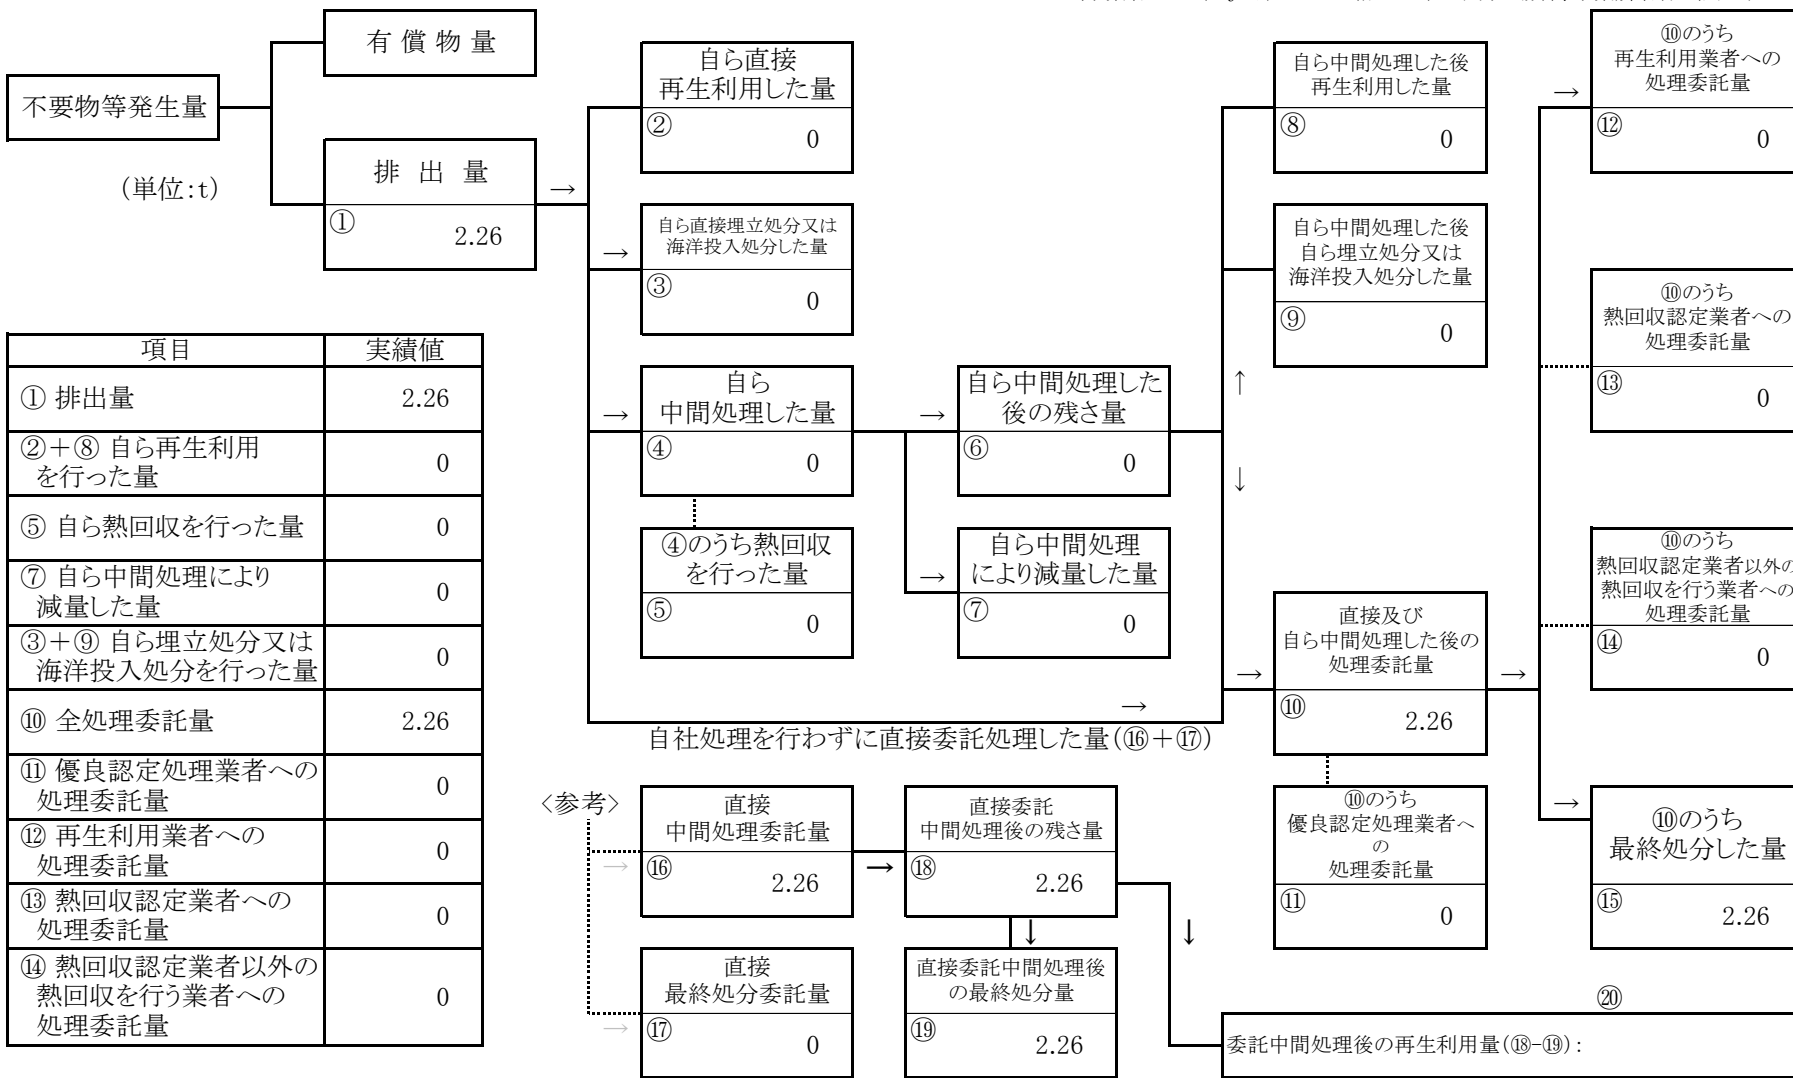 有償物量
不要物等発生量
(単位:t)
排出量
→
①
2.26
自ら直接
再生利用した量
②
0
自ら直接埋立処分又は
海洋投入処分した量
→
③
0
自ら
中間処理した量
→
④
0
④のうち熱回収
を行った量
⑤
0
→
自ら中間処理した
後の残さ量
⑥
0
→
自ら中間処理
により減量した量
⑦
0
自ら中間処理した後
再生利用した量
⑧
0
自ら中間処理した後
自ら埋立処分又は
海洋投入処分した量
⑨
0
↑
↓
→
直接及び
自ら中間処理した後の
処理委託量
⑩
2.26
→
⑩のうち
優良認定処理業者へ
の
処理委託量
⑪
0
→
⑩のうち
再生利用業者への
処理委託量
⑫
0
⑩のうち
熱回収認定業者への
処理委託量
⑬
0
⑩のうち
熱回収認定業者以外の
熱回収を行う業者への
処理委託量
⑭
0
→
⑩のうち
最終処分した量
⑮
2.26
→
自社処理を行わずに直接委託処理した量(⑯+⑰)
項目 実績値
① 排出量 2.26
②+⑧ 自ら再生利用
を行った量 0
⑤ 自ら熱回収を行った量 0
⑦ 自ら中間処理により
減量した量 0
③+⑨ 自ら埋立処分又は
海洋投入処分を行った量 0
⑩ 全処理委託量 2.26
⑪ 優良認定処理業者への
処理委託量 0
⑫ 再生利用業者への
処理委託量 0
⑬ 熱回収認定業者への
処理委託量 0
⑭ 熱回収認定業者以外の
熱回収を行う業者への
処理委託量 0
〈参考〉
→
直接
中間処理委託量
⑯
2.26
→
直接委託
中間処理後の残さ量
⑱
2.26
↓
↓
→
直接
最終処分委託量
⑰
0
直接委託中間処理後
の最終処分量
⑲
2.26
⑳
委託中間処理後の再生利用量(⑱-⑲):